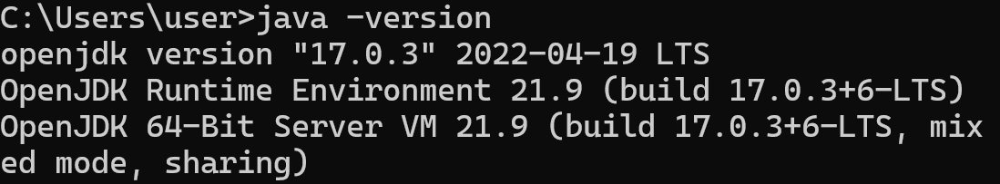 C:\Users\user>java -version
openjdk version "17.0.3" 2022-04-19 LTS
OpenJDK Runtime Environment 21.9 (build 17.0.3+6-LTS)
OpenJDK 64-Bit Server VM 21.9 (build 17.0.3+6-LTS, mix
ed mode, sharing)